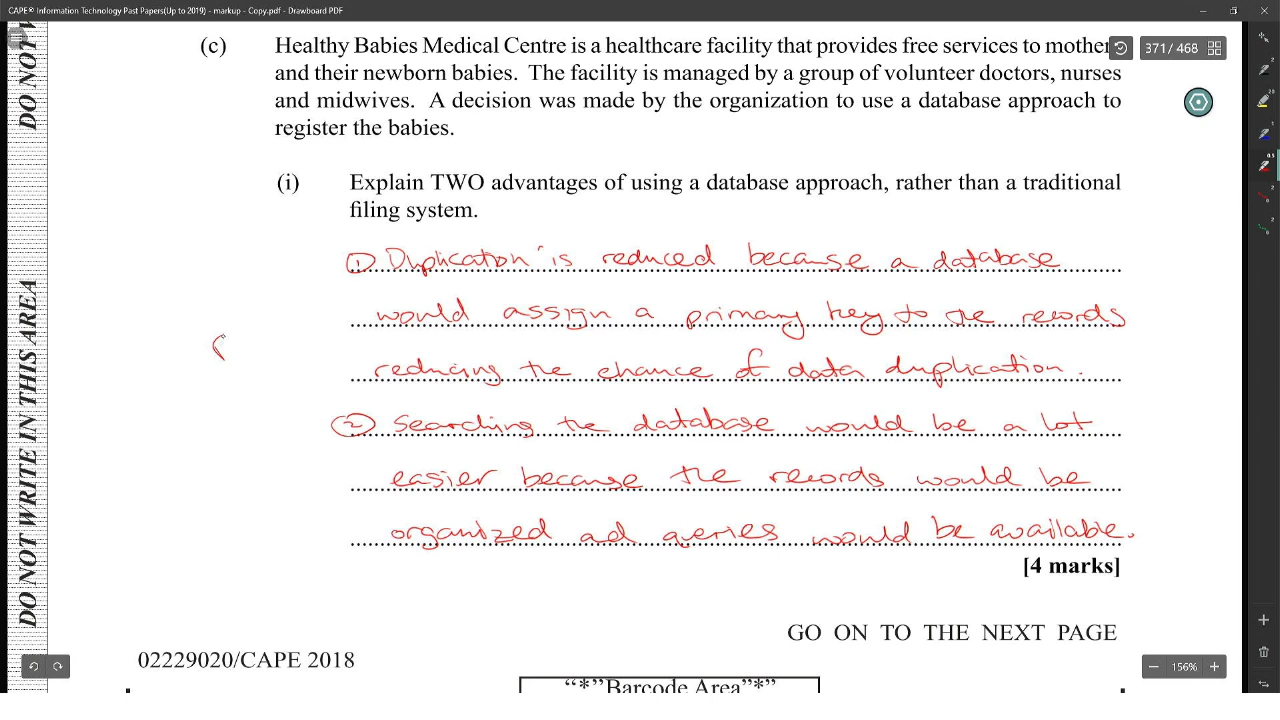 CAPE® Information Technology Past Papers(Up to 2019) - markup - Copy.pdf - Drawboard PDF
371 / 468
(c) Healthy Babies Medical Centre is a healthcare facility that provides free services to mother
and their newborn babies. The facility is managed by a group of volunteer doctors, nurses
and midwives. A decision was made by the organization to use a database approach to
register the babies.
(i) Explain TWO advantages of using a database approach, rather than a traditional
filing system.
① Duplication is reduced because a database
would assign a primary key to the records
reducing the chance of data duplication.
② Searching the database would be a lot
easier because the records would be
organized ad queries would be available.
[4 marks]
GO ON TO THE NEXT PAGE
02229020/CAPE 2018
156%
"*"Barcode Area"*"
DO NOT WRITE IN THIS AREA
DO NOT